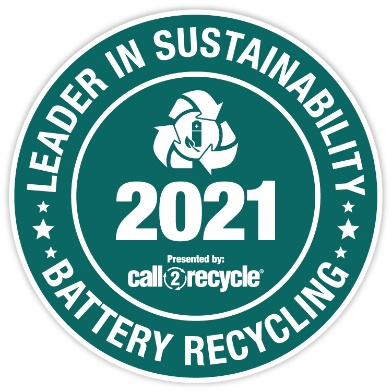 LEADER IN SUSTAINABILITY
2021
Presented by:
call2recycle®
BATTERY RECYCLING